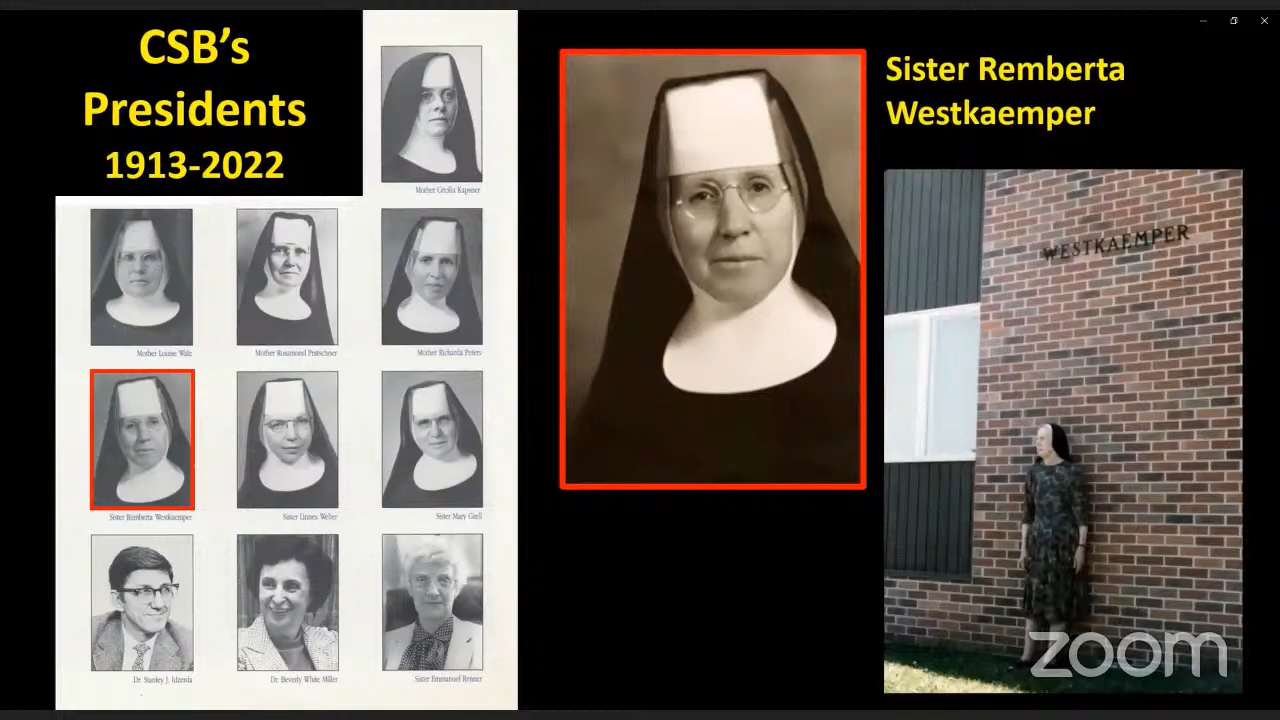 CSB's
Presidents
1913-2022
Mother Cecilia Kapsner
Mother Louise Walz
Mother Rosamond Pratschner
Mother Richarda Peters
Sister Remberta Westkaemper
Sister Linnea Welter
Sister Mary Grell
Dr. Stanley J. Idzerda
Dr. Beverly White Miller
Sister Emmanuel Renner
Sister Remberta
Westkaemper
WESTKAEMPER
zoom